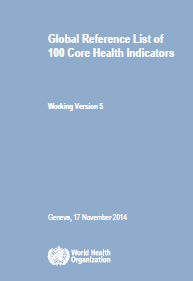 Global Reference List of
100 Core Health Indicators
Working Version 5
Geneva, 17 November 2014
World Health
Organization